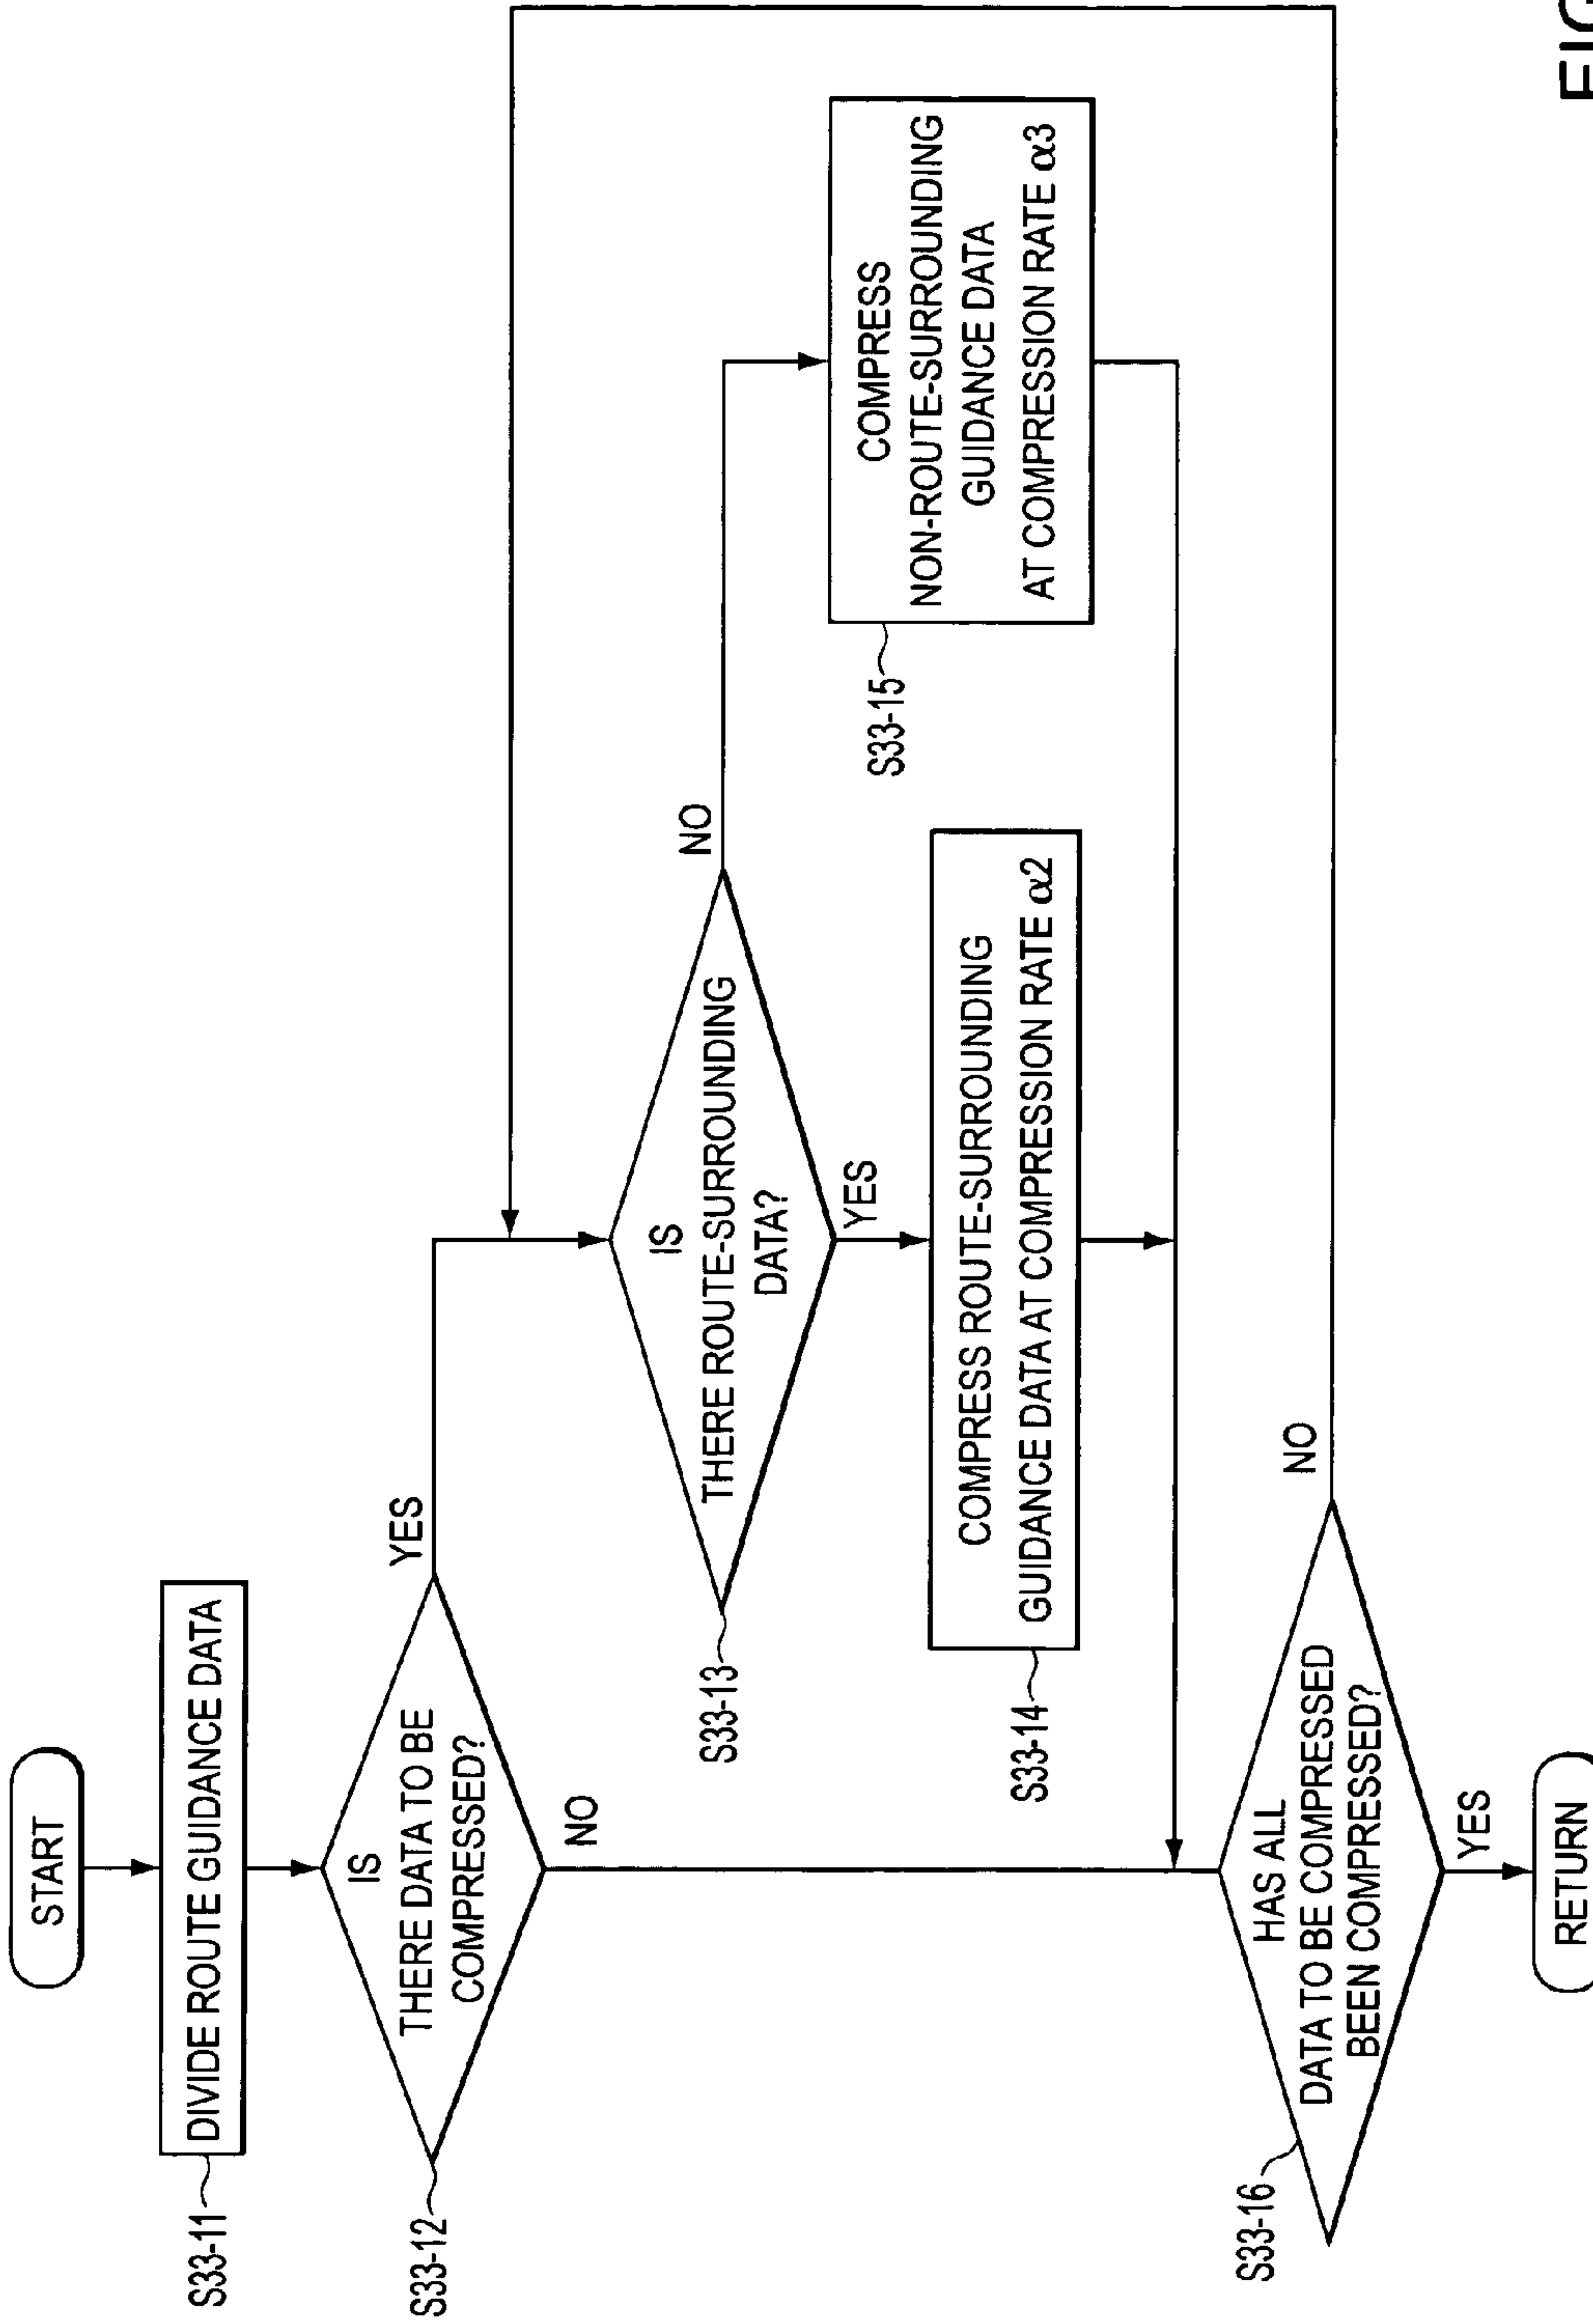 START
S33-11
DIVIDE ROUTE GUIDANCE DATA
S33-12
IS
THERE DATA TO BE
COMPRESSED?
YES
NO
S33-13
IS
THERE ROUTE-SURROUNDING
DATA?
NO
YES
S33-14
COMPRESS ROUTE-SURROUNDING
GUIDANCE DATA AT COMPRESSION RATE α2
S33-15
COMPRESS
NON-ROUTE-SURROUNDING
GUIDANCE DATA
AT COMPRESSION RATE α3
S33-16
HAS ALL
DATA TO BE COMPRESSED
BEEN COMPRESSED?
NO
YES
RETURN